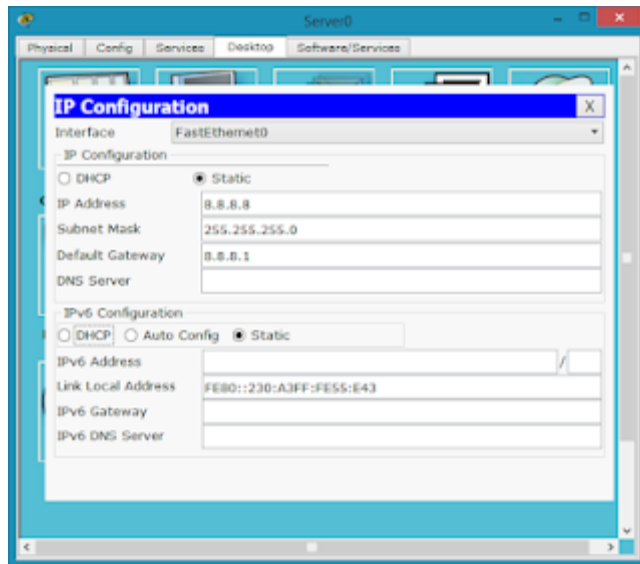 Server0
Physical Config Services Desktop Software/Services
IP Configuration X
Interface FastEthernet0
IP Configuration
DHCP Static
IP Address 8.8.8.8
Subnet Mask 255.255.255.0
Default Gateway 8.8.8.1
DNS Server
IPv6 Configuration
DHCP Auto Config Static
IPv6 Address /
Link Local Address FE80::230:A3FF:FE55:E43
IPv6 Gateway
IPv6 DNS Server